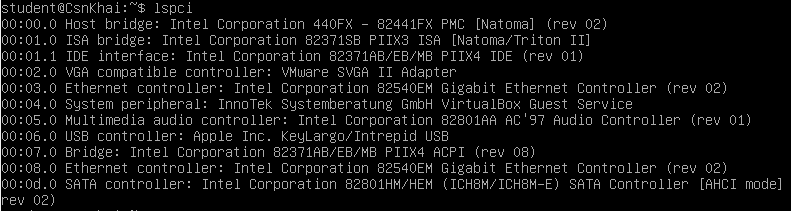 student@CsnKhai:~$ lspci
00:00.0 Host bridge: Intel Corporation 440FX - 82441FX PMC [Natoma] (rev 02)
00:01.0 ISA bridge: Intel Corporation 82371SB PIIX3 ISA [Natoma/Triton II]
00:01.1 IDE interface: Intel Corporation 82371AB/EB/MB PIIX4 IDE (rev 01)
00:02.0 VGA compatible controller: VMware SVGA II Adapter
00:03.0 Ethernet controller: Intel Corporation 82540EM Gigabit Ethernet Controller (rev 02)
00:04.0 System peripheral: InnoTek Systemberatung GmbH VirtualBox Guest Service
00:05.0 Multimedia audio controller: Intel Corporation 82801AA AC'97 Audio Controller (rev 01)
00:06.0 USB controller: Apple Inc. KeyLargo/Intrepid USB
00:07.0 Bridge: Intel Corporation 82371AB/EB/MB PIIX4 ACPI (rev 08)
00:08.0 Ethernet controller: Intel Corporation 82540EM Gigabit Ethernet Controller (rev 02)
00:0d.0 SATA controller: Intel Corporation 82801HM/HEM (ICH8M/ICH8M-E) SATA Controller [AHCI mode]
rev 02)